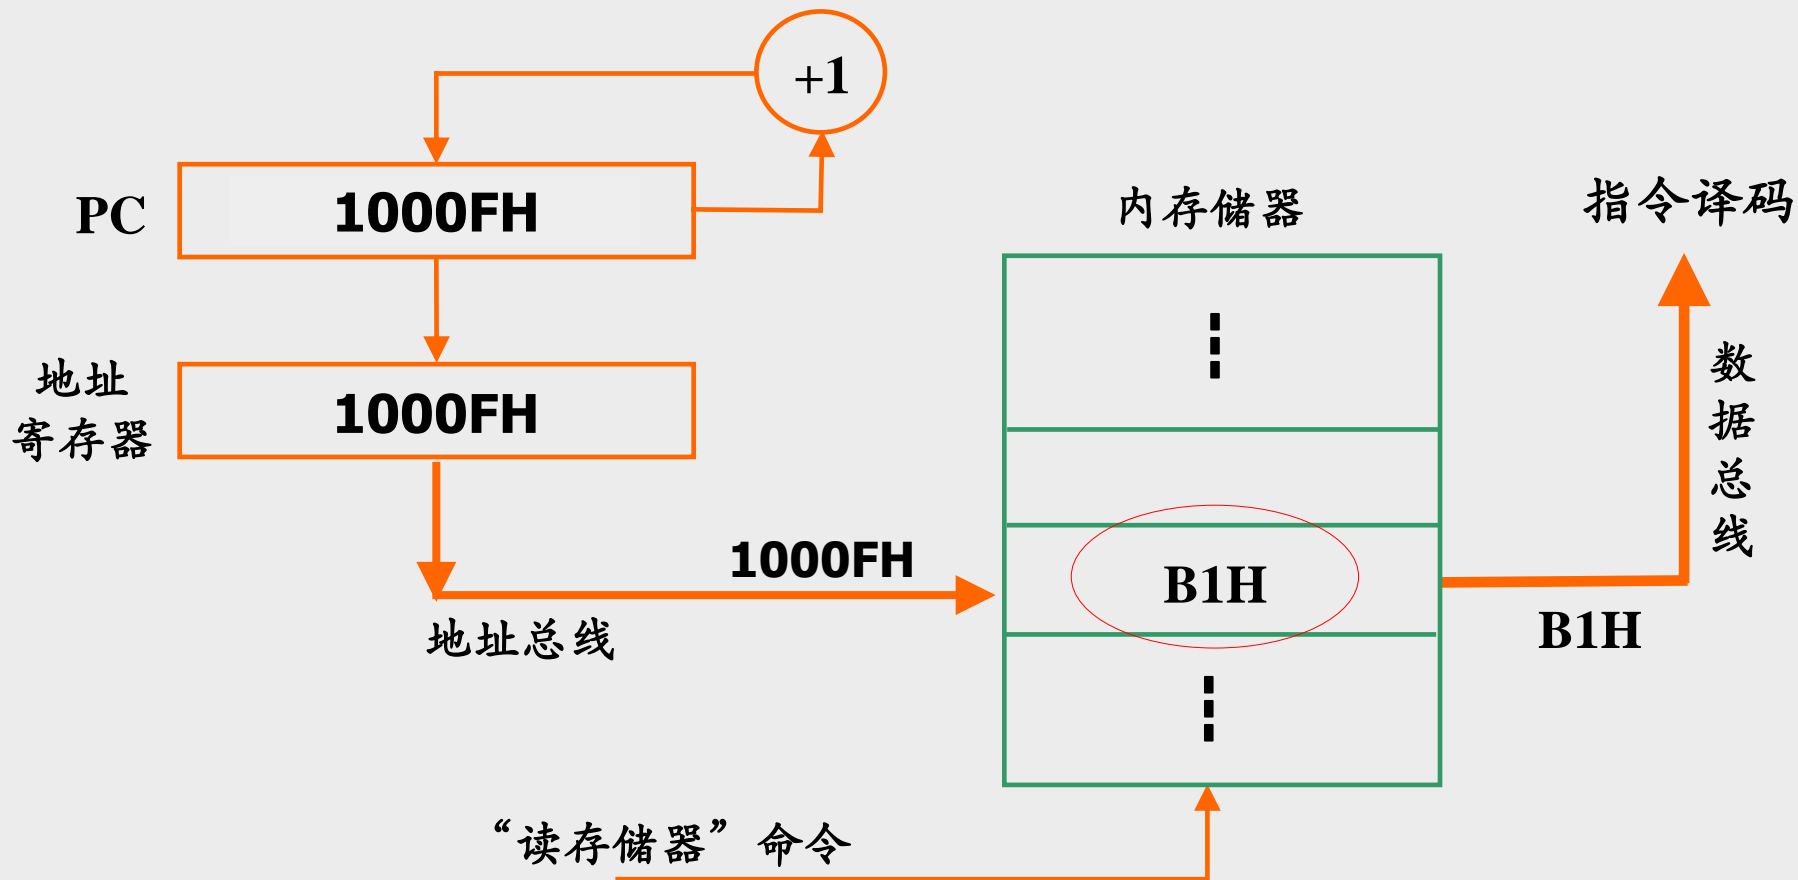 +1
PC
1000FH
内存储器
指令译码
地址
寄存器
1000FH
数
据
总
线
1000FH
B1H
B1H
地址总线
“读存储器”命令